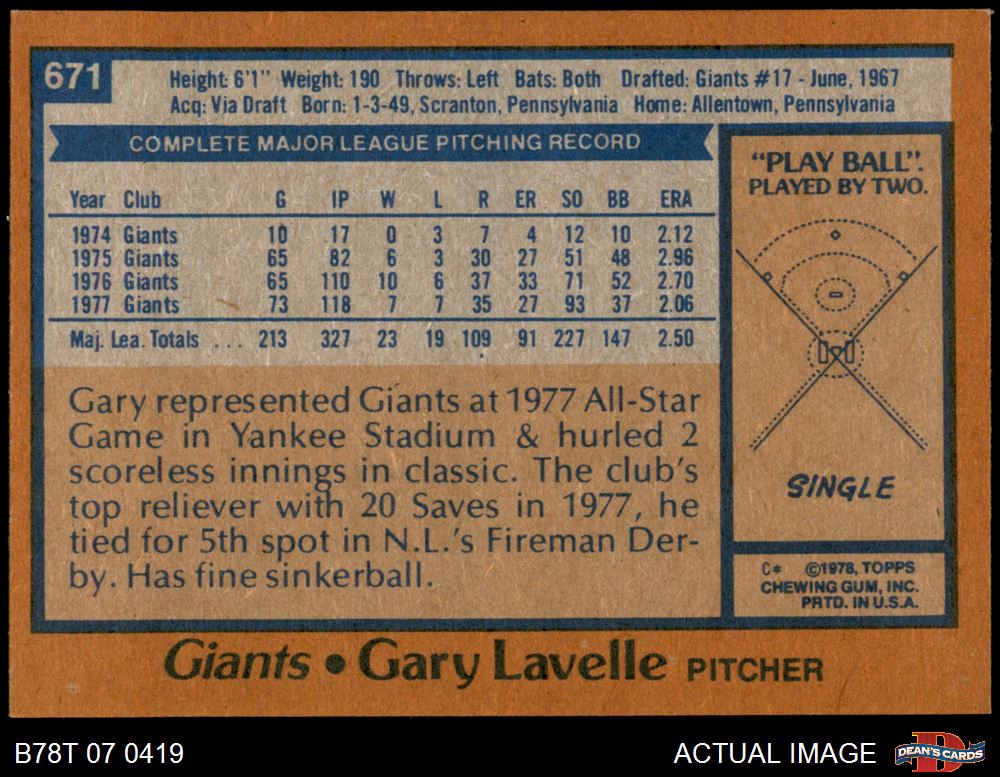 671
Height: 6'1" Weight: 190 Throws: Left Bats: Both Drafted: Giants #17 - June, 1967
Acq: Via Draft Born: 1-3-49, Scranton, Pennsylvania Home: Allentown, Pennsylvania
COMPLETE MAJOR LEAGUE PITCHING RECORD
Year Club G IP W L R ER SO BB ERA
1974 Giants 10 17 0 3 7 4 12 10 2.12
1975 Giants 65 82 6 3 30 27 51 48 2.96
1976 Giants 65 110 10 6 37 33 71 52 2.70
1977 Giants 73 118 7 7 35 27 93 37 2.06
Maj. Lea. Totals . . . 213 327 23 19 109 91 227 147 2.50
Gary represented Giants at 1977 All-Star
Game in Yankee Stadium & hurled 2
scoreless innings in classic. The club's
top reliever with 20 Saves in 1977, he
tied for 5th spot in N.L.'s Fireman Der-
by. Has fine sinkerball.
"PLAY BALL":
PLAYED BY TWO.
SINGLE
C* ©1978, TOPPS
CHEWING GUM, INC.
PRTD. IN U.S.A.
Giants • Gary Lavelle PITCHER
B78T 07 0419
ACTUAL IMAGE
D
DEAN'S CARDS